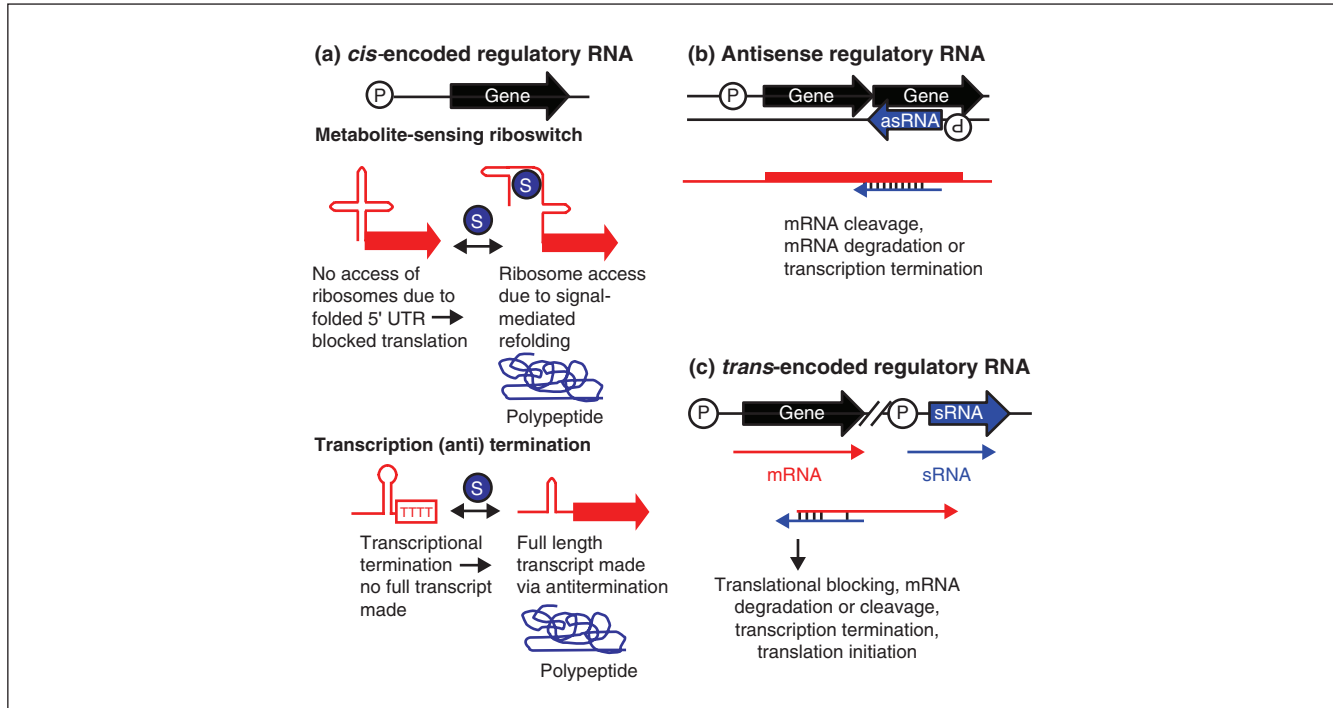 (a) cis-encoded regulatory RNA
P
Gene
Metabolite-sensing riboswitch
S
S
No access of
ribosomes due to
folded 5' UTR
blocked translation
Ribosome access
due to signal-
mediated
refolding
Polypeptide
Transcription (anti) termination
S
TTTT
Transcriptional
termination
no full transcript
made
Full length
transcript made
via antitermination
Polypeptide
(b) Antisense regulatory RNA
P
Gene
Gene
asRNA
P
mRNA cleavage,
mRNA degradation or
transcription termination
(c) trans-encoded regulatory RNA
P
Gene
P
sRNA
mRNA
sRNA
Translational blocking, mRNA
degradation or cleavage,
transcription termination,
translation initiation